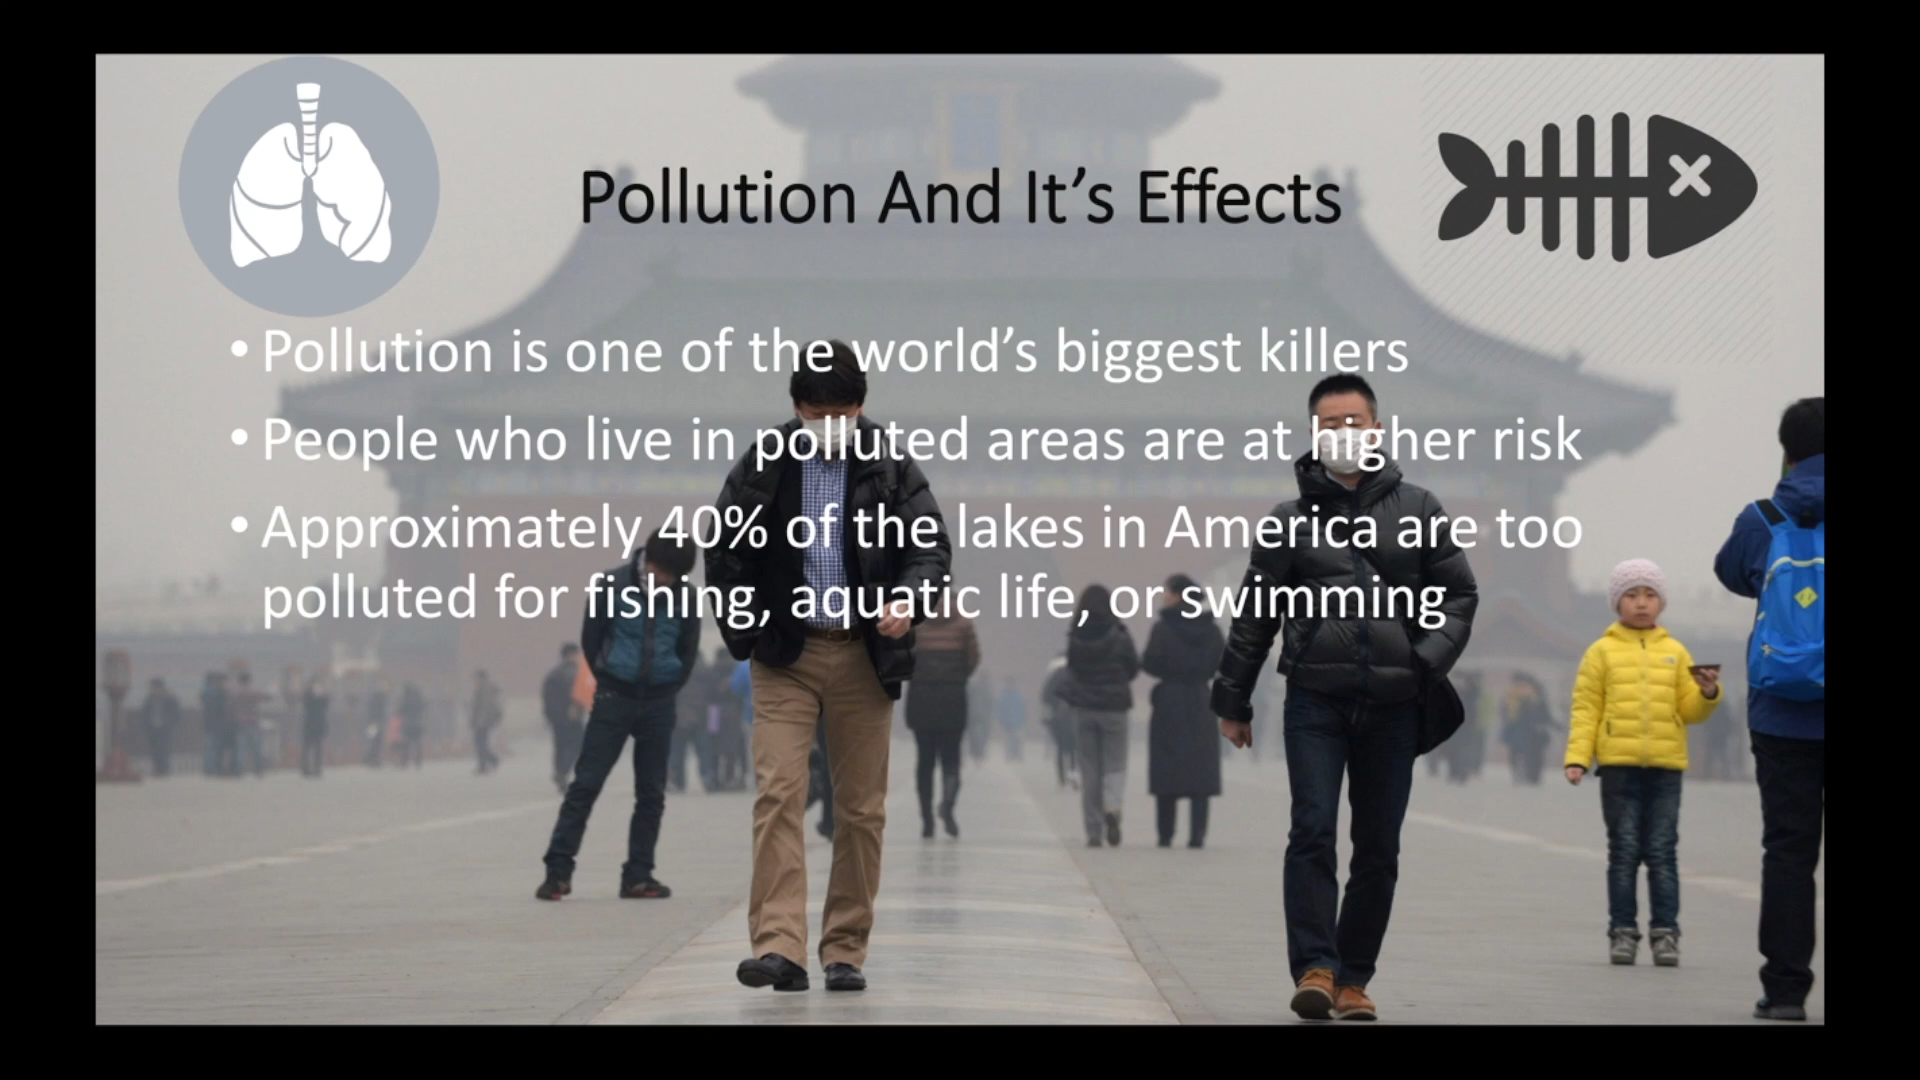 Pollution And It’s Effects
• Pollution is one of the world’s biggest killers
• People who live in polluted areas are at higher risk
• Approximately 40% of the lakes in America are too
polluted for fishing, aquatic life, or swimming